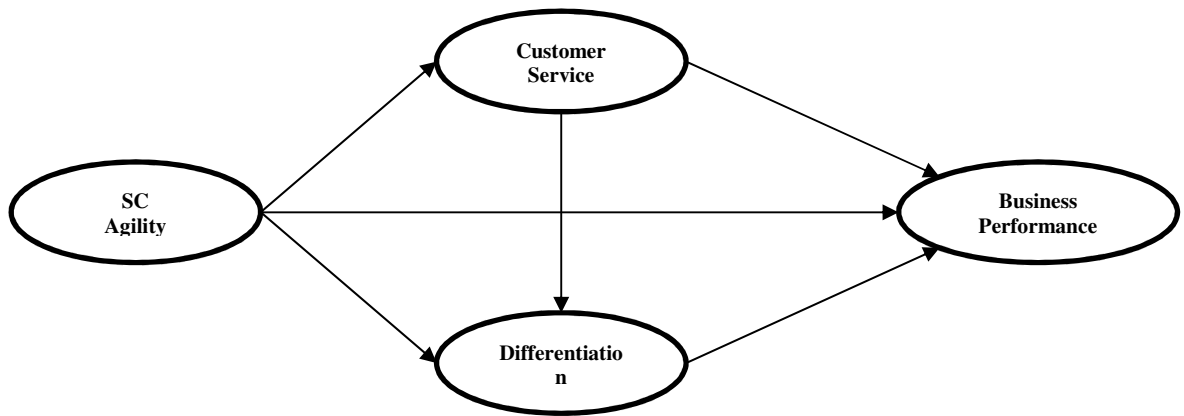 Customer
Service
SC
Agility
Business
Performance
Differentiatio
n